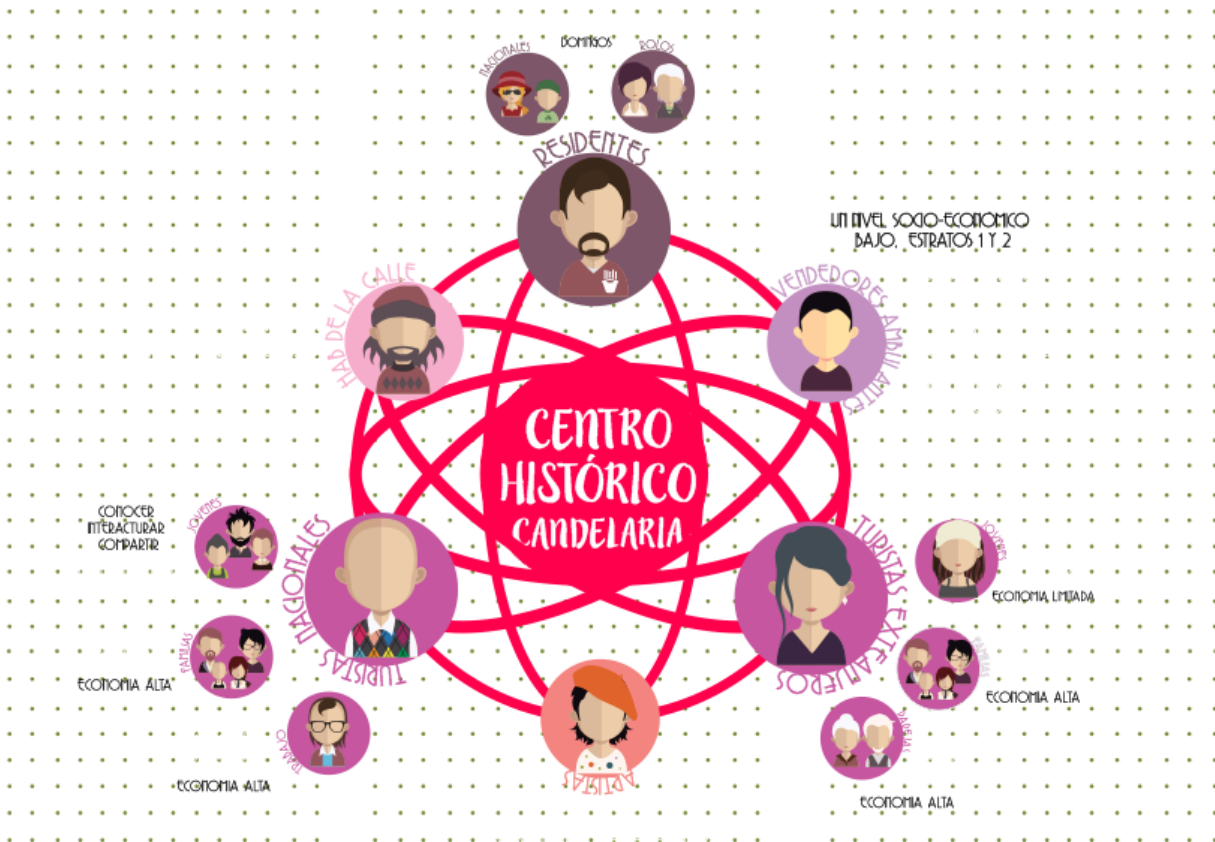 NACIONALES
DOMINGOS
ROLOS
RESIDENTES
UN NIVEL SOCIO-ECONOMICO
BAJO, ESTRATOS 1 Y 2
HAB DE LA CALLE
VENDEDORES AMBULANTES
CENTRO
HISTÓRICO
CANDELARIA
CONOCER
INTERACTURAR
COMPARTIR
JOVENES
TURISTAS NACIONALES
TURISTAS EXTRANJEROS
JOVENES
ECONOMIA LIMITADA
FAMILIAS
ECONOMIA ALTA
FAMILIAS
ECONOMIA ALTA
TRABAJO
ECONOMIA ALTA
ARTISTAS
PAREJAS
ECONOMIA ALTA